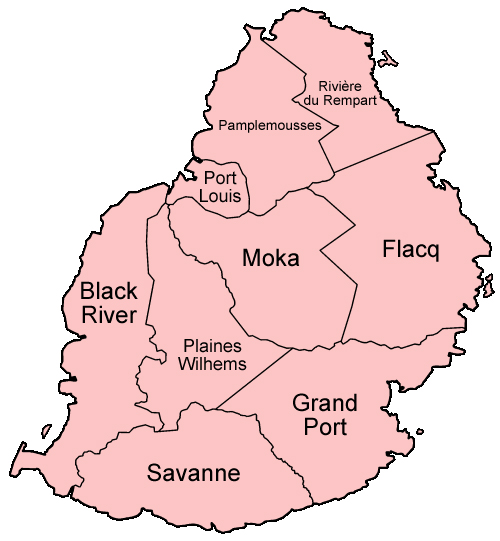 Rivière
du Rempart
Pamplemousses
Port
Louis
Flacq
Moka
Black
River
Plaines
Wilhems
Grand
Port
Savanne